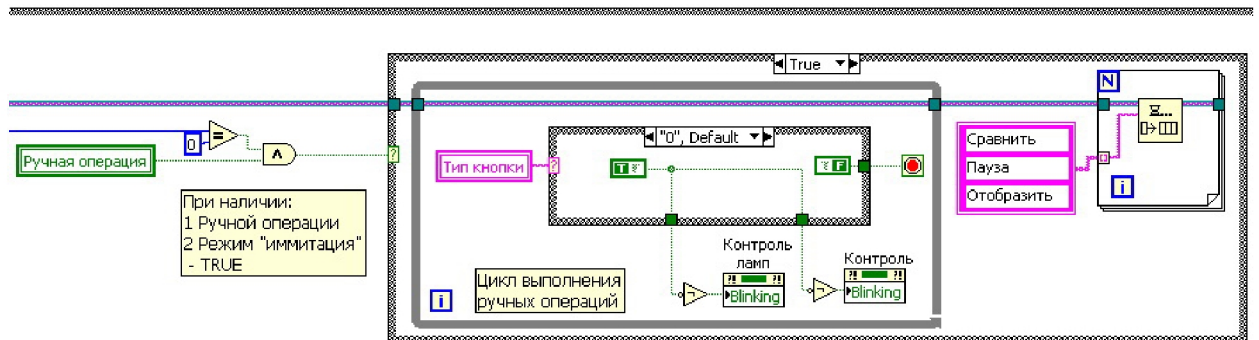 True
N
"0", Default
=
0
Ручная операция
?
Тип кнопки
?
T
F
Сравнить
Пауза
Отобразить
i
При наличии:
1 Ручной операции
2 Режим "иммитация"
- TRUE
Контроль
ламп
Контроль
?! ?!
?! ?!
Blinking
Blinking
Цикл выполнения
ручных операций
i